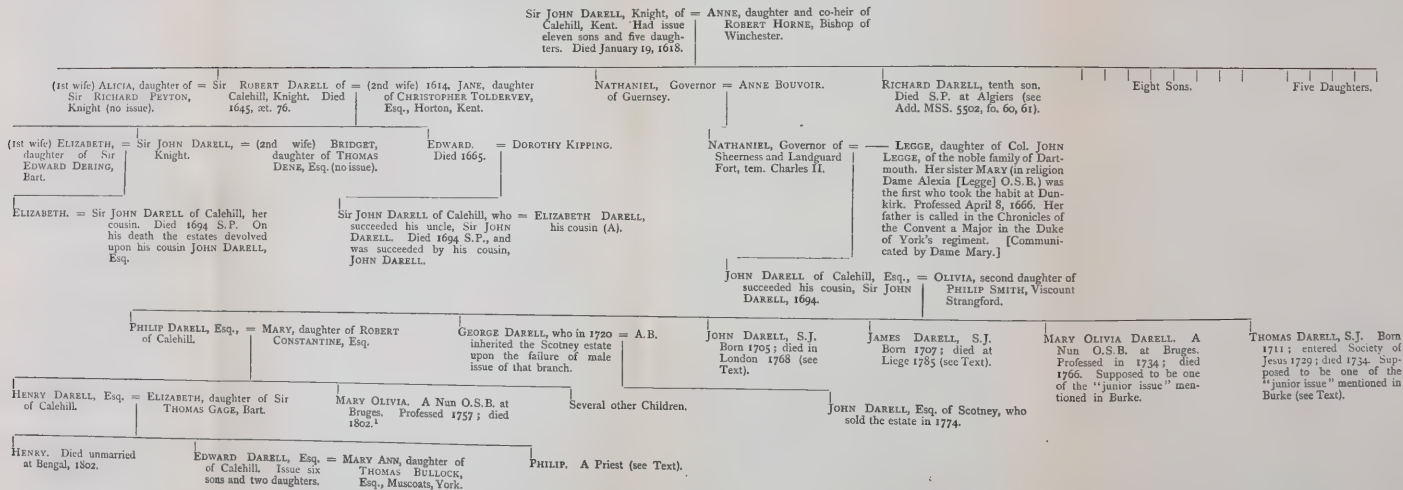 Sir JOHN DARELL, Knight, of = ANNE, daughter and co-heir of
Calehill, Kent. Had issue ROBERT HORNE, Bishop of
eleven sons and five daugh- Winchester.
ters. Died January 19, 1618.
(1st wife) ALICIA, daughter of = Sir ROBERT DARELL of = (2nd wife) 1614, JANE, daughter
Sir RICHARD PEYTON, Calehill, Knight. Died of CHRISTOPHER TOLDERVEY,
Knight (no issue). 1645, æt. 76. Esq., Horton, Kent.
NATHANIEL, Governor = ANNE BOUVOIR.
of Guernsey.
RICHARD DARELL, tenth son.
Died S.P. at Algiers (see
Add. MSS. 5502, fo. 60, 61).
Eight Sons.
Five Daughters.
(1st wife) ELIZABETH, = Sir JOHN DARELL, = (2nd wife) BRIDGET,
daughter of Sir Knight. daughter of THOMAS
EDWARD DERING, DENE, Esq. (no issue).
Bart.
EDWARD. = DOROTHY KIPPING.
Died 1665.
NATHANIEL, Governor of = —— LEGGE, daughter of Col. JOHN
Sheerness and Landguard LEGGE, of the noble family of Dart-
Fort, tem. Charles II. mouth. Her sister MARY (in religion
Dame Alexia [Legge] O.S.B.) was
the first who took the habit at Dun-
kirk. Professed April 8, 1666. Her
father is called in the Chronicles of
the Convent a Major in the Duke
of York's regiment. [Communi-
cated by Dame Mary.]
ELIZABETH. = Sir JOHN DARELL of Calehill, her
cousin. Died 1694 S.P. On
his death the estates devolved
upon his cousin JOHN DARELL,
Esq.
Sir JOHN DARELL of Calehill, who = ELIZABETH DARELL,
succeeded his uncle, Sir JOHN his cousin (A).
DARELL. Died 1694 S.P., and
was succeeded by his cousin,
JOHN DARELL.
JOHN DARELL of Calehill, Esq., = OLIVIA, second daughter of
succeeded his cousin, Sir JOHN PHILIP SMITH, Viscount
DARELL, 1694. Strangford.
PHILIP DARELL, Esq., = MARY, daughter of ROBERT
of Calehill. CONSTANTINE, Esq.
GEORGE DARELL, who in 1720 = A.B.
inherited the Scotney estate
upon the failure of male
issue of that branch.
JOHN DARELL, S.J.
Born 1705; died in
London 1768 (see
Text).
JAMES DARELL, S.J.
Born 1707; died at
Liege 1785 (see Text).
MARY OLIVIA DARELL. A
Nun O.S.B. at Bruges.
Professed in 1734; died
1766. Supposed to be one
of the "junior issue" men-
tioned in Burke.
THOMAS DARELL, S.J. Born
1711; entered Society of
Jesus 1729; died 1734. Sup-
posed to be one of the
"junior issue" mentioned in
Burke (see Text).
HENRY DARELL, Esq. = ELIZABETH, daughter of Sir
of Calehill. THOMAS GAGE, Bart.
MARY OLIVIA. A Nun O.S.B. at
Bruges. Professed 1757; died
1802.¹
Several other Children.
JOHN DARELL, Esq. of Scotney, who
sold the estate in 1774.
HENRY. Died unmarried
at Bengal, 1802.
EDWARD DARELL, Esq. = MARY ANN, daughter of
of Calehill. Issue six THOMAS BULLOCK,
sons and two daughters. Esq., Muscoats, York.
PHILIP. A Priest (see Text).